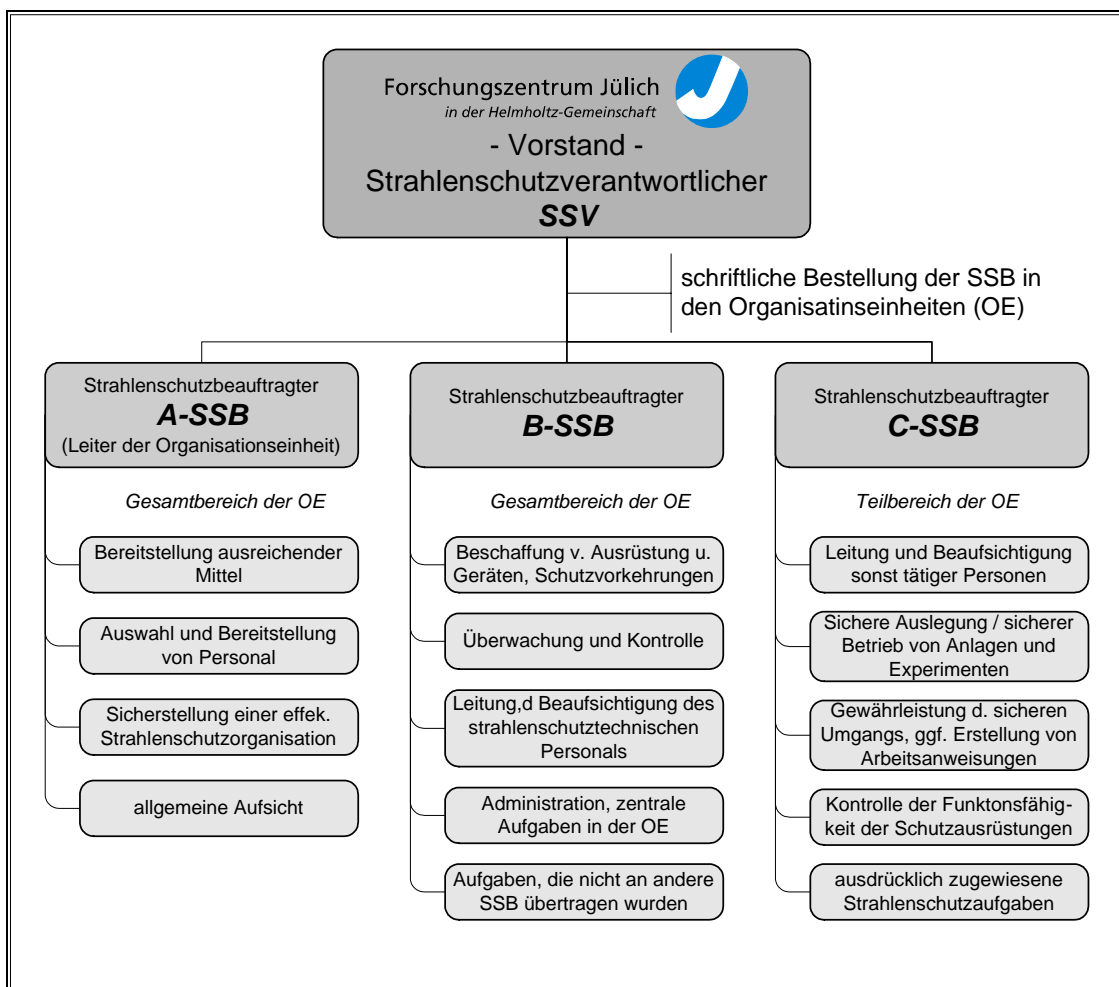 Forschungszentrum Jülich
in der Helmholtz-Gemeinschaft
- Vorstand -
Strahlenschutzverantwortlicher
SSV
schriftliche Bestellung der SSB in
den Organisatinseinheiten (OE)
Strahlenschutzbeauftragter
A-SSB
(Leiter der Organisationseinheit)
Gesamtbereich der OE
Bereitstellung ausreichender
Mittel
Auswahl und Bereitstellung
von Personal
Sicherstellung einer effek.
Strahlenschutzorganisation
allgemeine Aufsicht
Strahlenschutzbeauftragter
B-SSB
Gesamtbereich der OE
Beschaffung v. Ausrüstung u.
Geräten, Schutzvorkehrungen
Überwachung und Kontrolle
Leitung,d Beaufsichtigung des
strahlenschutztechnischen
Personals
Administration, zentrale
Aufgaben in der OE
Aufgaben, die nicht an andere
SSB übertragen wurden
Strahlenschutzbeauftragter
C-SSB
Teilbereich der OE
Leitung und Beaufsichtigung
sonst tätiger Personen
Sichere Auslegung / sicherer
Betrieb von Anlagen und
Experimenten
Gewährleistung d. sicheren
Umgangs, ggf. Erstellung von
Arbeitsanweisungen
Kontrolle der Funktonsfähig-
keit der Schutzausrüstungen
ausdrücklich zugewiesene
Strahlenschutzaufgaben